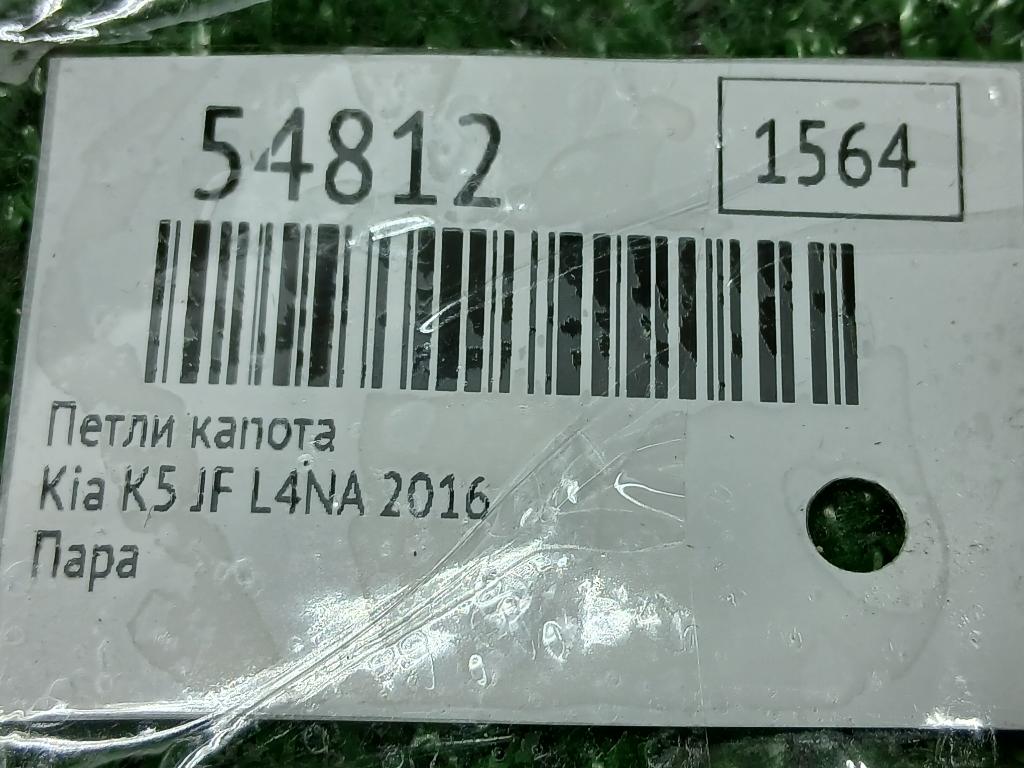 54812
1564
Петли капота
Kia K5 JF L4NA 2016
Пара